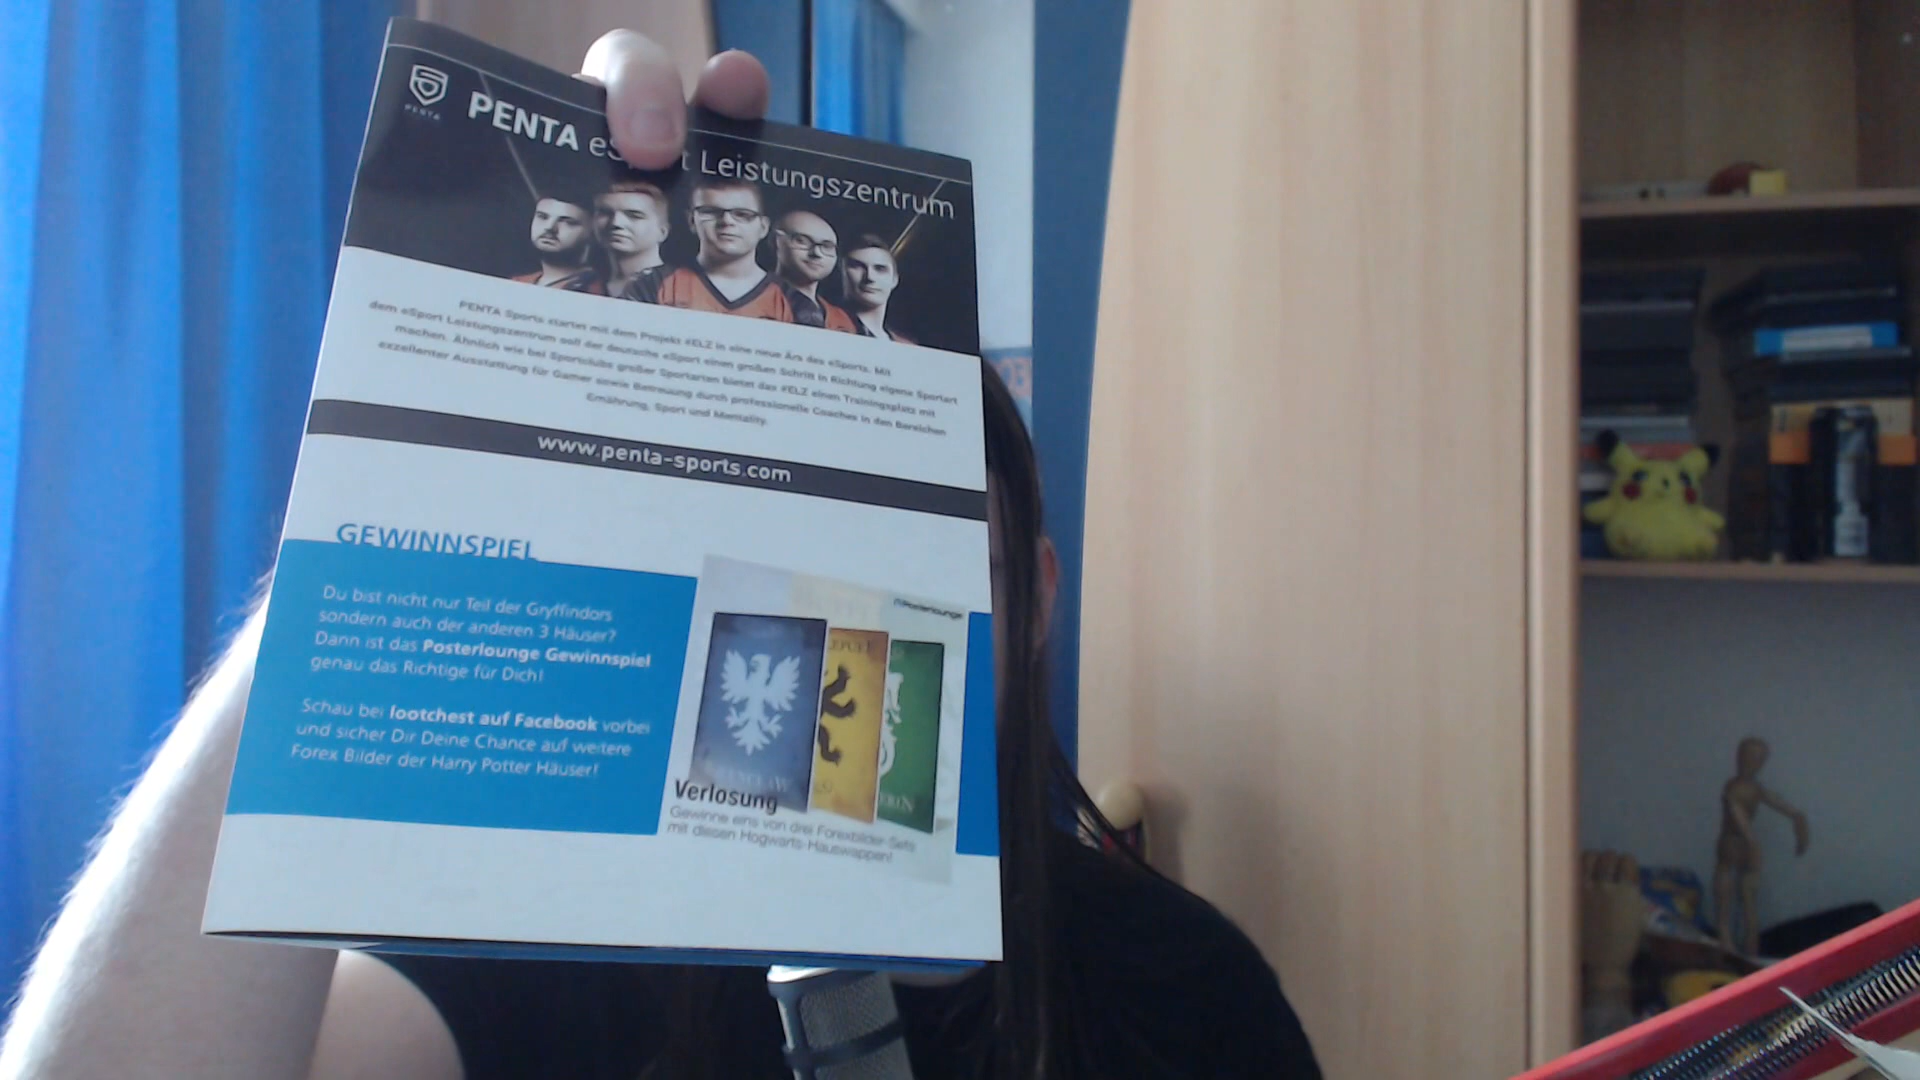 PENTA
PENTA eSport Leistungszentrum
PENTA Sports startet mit dem Projekt #ELZ in eine neue Ära des eSports. Mit
dem eSport Leistungszentrum soll der deutsche eSport einen großen Schritt in Richtung eigene Sportart
machen. Ähnlich wie bei Sportclubs großer Sportarten bietet das #ELZ einen Trainingsplatz mit
exzellenter Ausstattung für Gamer sowie Betreuung durch professionelle Coaches in den Bereichen
Ernährung, Sport und Mentality.
www.penta-sports.com
GEWINNSPIEL
Du bist nicht nur Teil der Gryffindors
sondern auch der anderen 3 Häuser?
Dann ist das Posterlounge Gewinnspiel
genau das Richtige für Dich!
Schau bei lootchest auf Facebook vorbei
und sicher Dir Deine Chance auf weitere
Forex Bilder der Harry Potter Häuser!
Posterlounge
Verlosung
Gewinne eins von drei Forexbilder-Sets
mit diesen Hogwarts-Hauswappen!